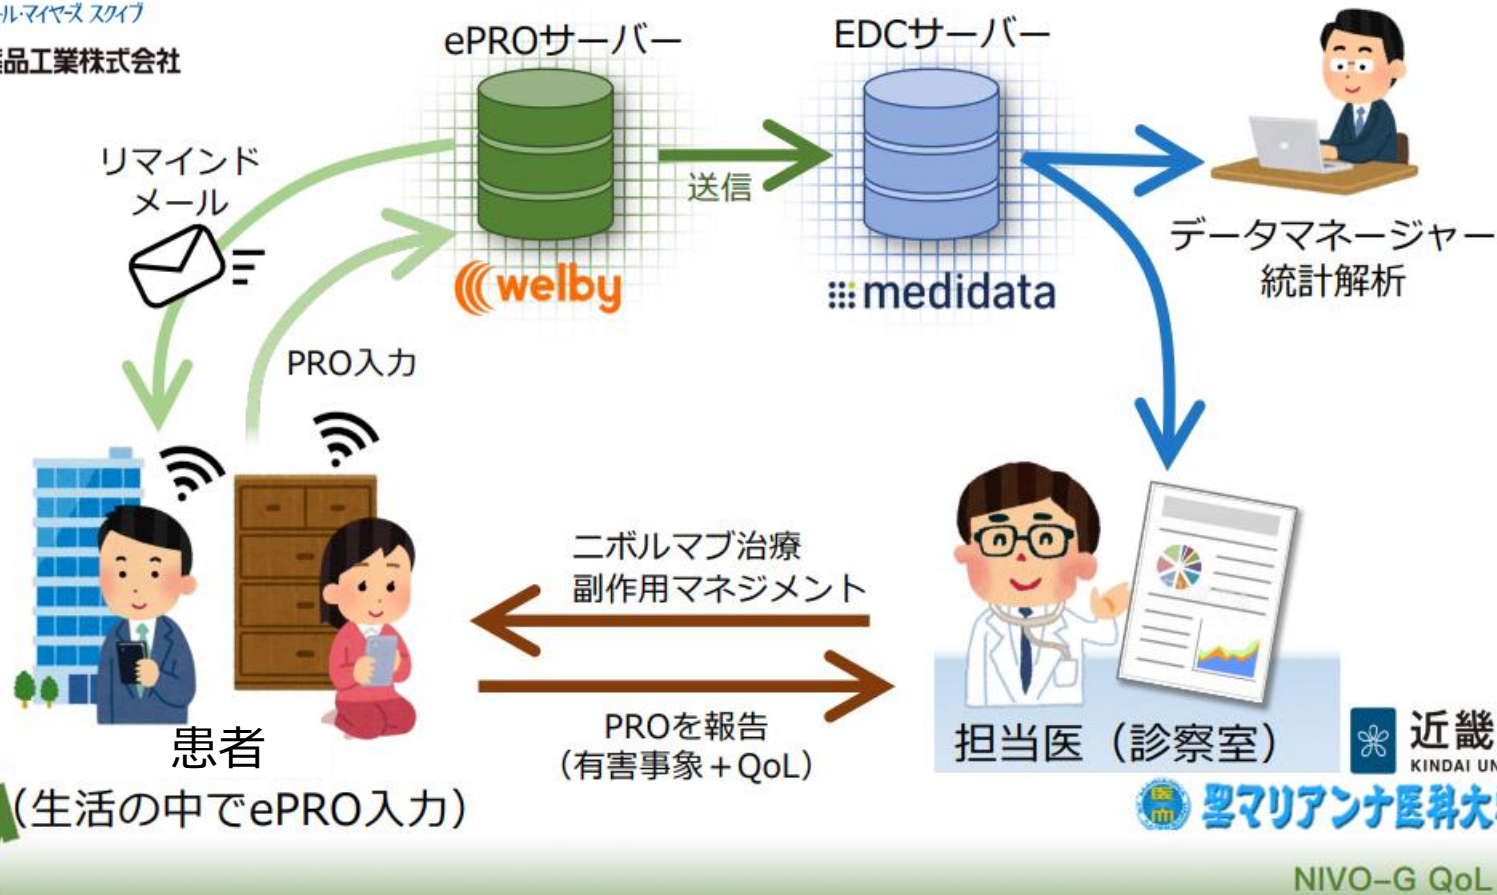 ル・マイヤーズ スクイブ
品工業株式会社
ePROサーバー
EDCサーバー
リマインド
メール
送信
welby
medidata
データマネージャー
統計解析
PRO入力
ニボルマブ治療
副作用マネジメント
PROを報告
（有害事象＋QoL）
患者
（生活の中でePRO入力）
担当医（診察室）
近畿
KINDAI UN
聖マリアンナ医科大
NIVO-G QoL